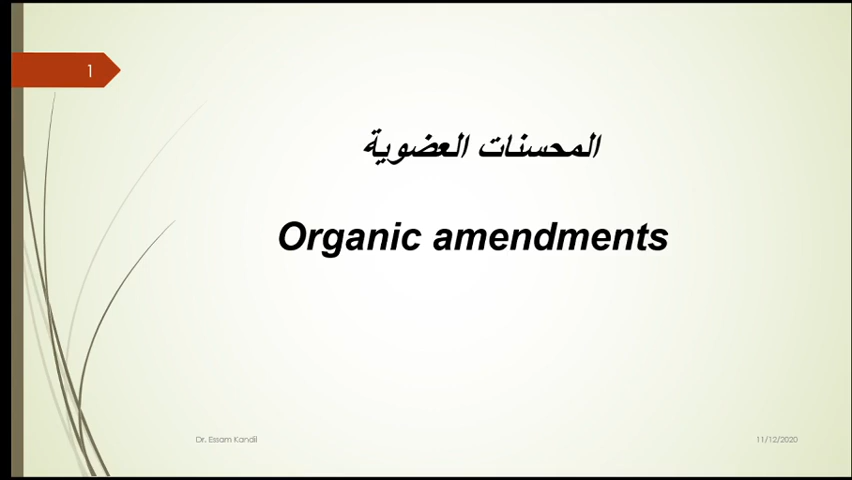 1
المحسنات العضوية
Organic amendments
Dr. Essam Kandil
11/12/2020